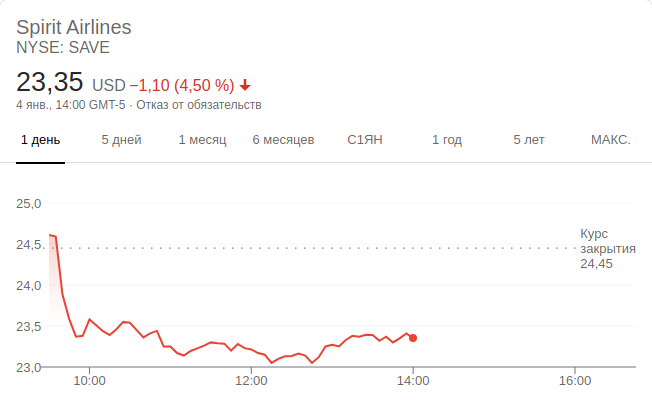 Spirit Airlines
NYSE: SAVE
23,35 USD −1,10 (4,50 %)
4 янв., 14:00 GMT-5 · Отказ от обязательств
1 день 5 дней 1 месяц 6 месяцев С1ЯН 1 год 5 лет МАКС.
25,0
24,5
24,0
23,5
23,0
Курс
закрытия
24,45
10:00 12:00 14:00 16:00